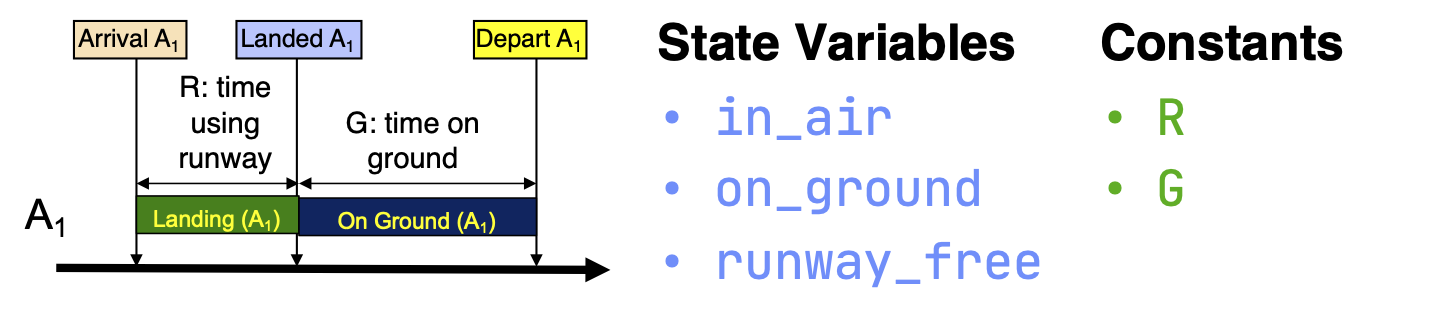 Arrival A1
Landed A1
Depart A1
R: time
using
runway
G: time on
ground
A1
Landing (A1)
On Ground (A1)
State Variables
• in_air
• on_ground
• runway_free
Constants
• R
• G